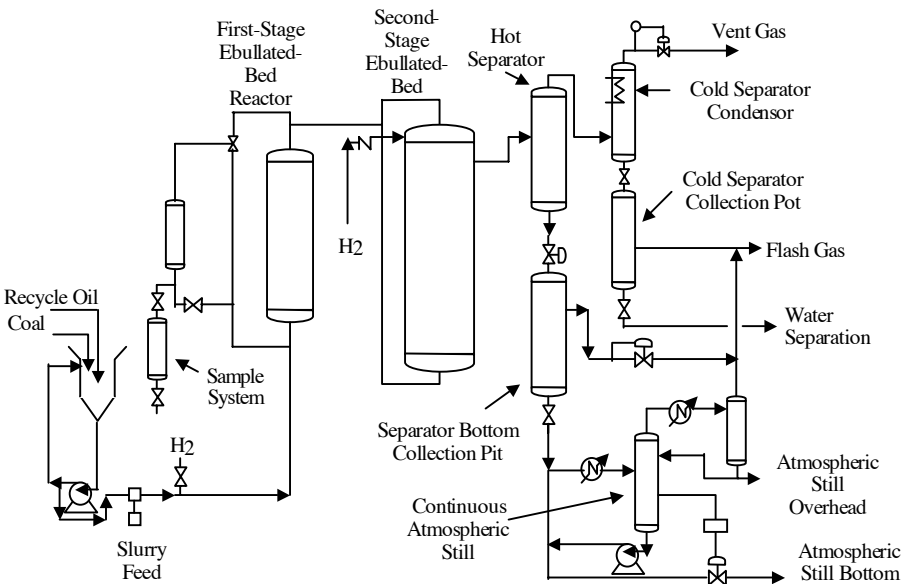 First-Stage
Ebullated-
Bed
Reactor
Second-
Stage
Ebullated-
Bed
Hot
Separator
Vent Gas
Cold Separator
Condensor
Cold Separator
Collection Pot
H2
Flash Gas
Recycle Oil
Coal
Water
Separation
Sample
System
Separator Bottom
Collection Pit
H2
Atmospheric
Still
Overhead
Continuous
Atmospheric
Still
Slurry
Feed
Atmospheric
Still Bottom